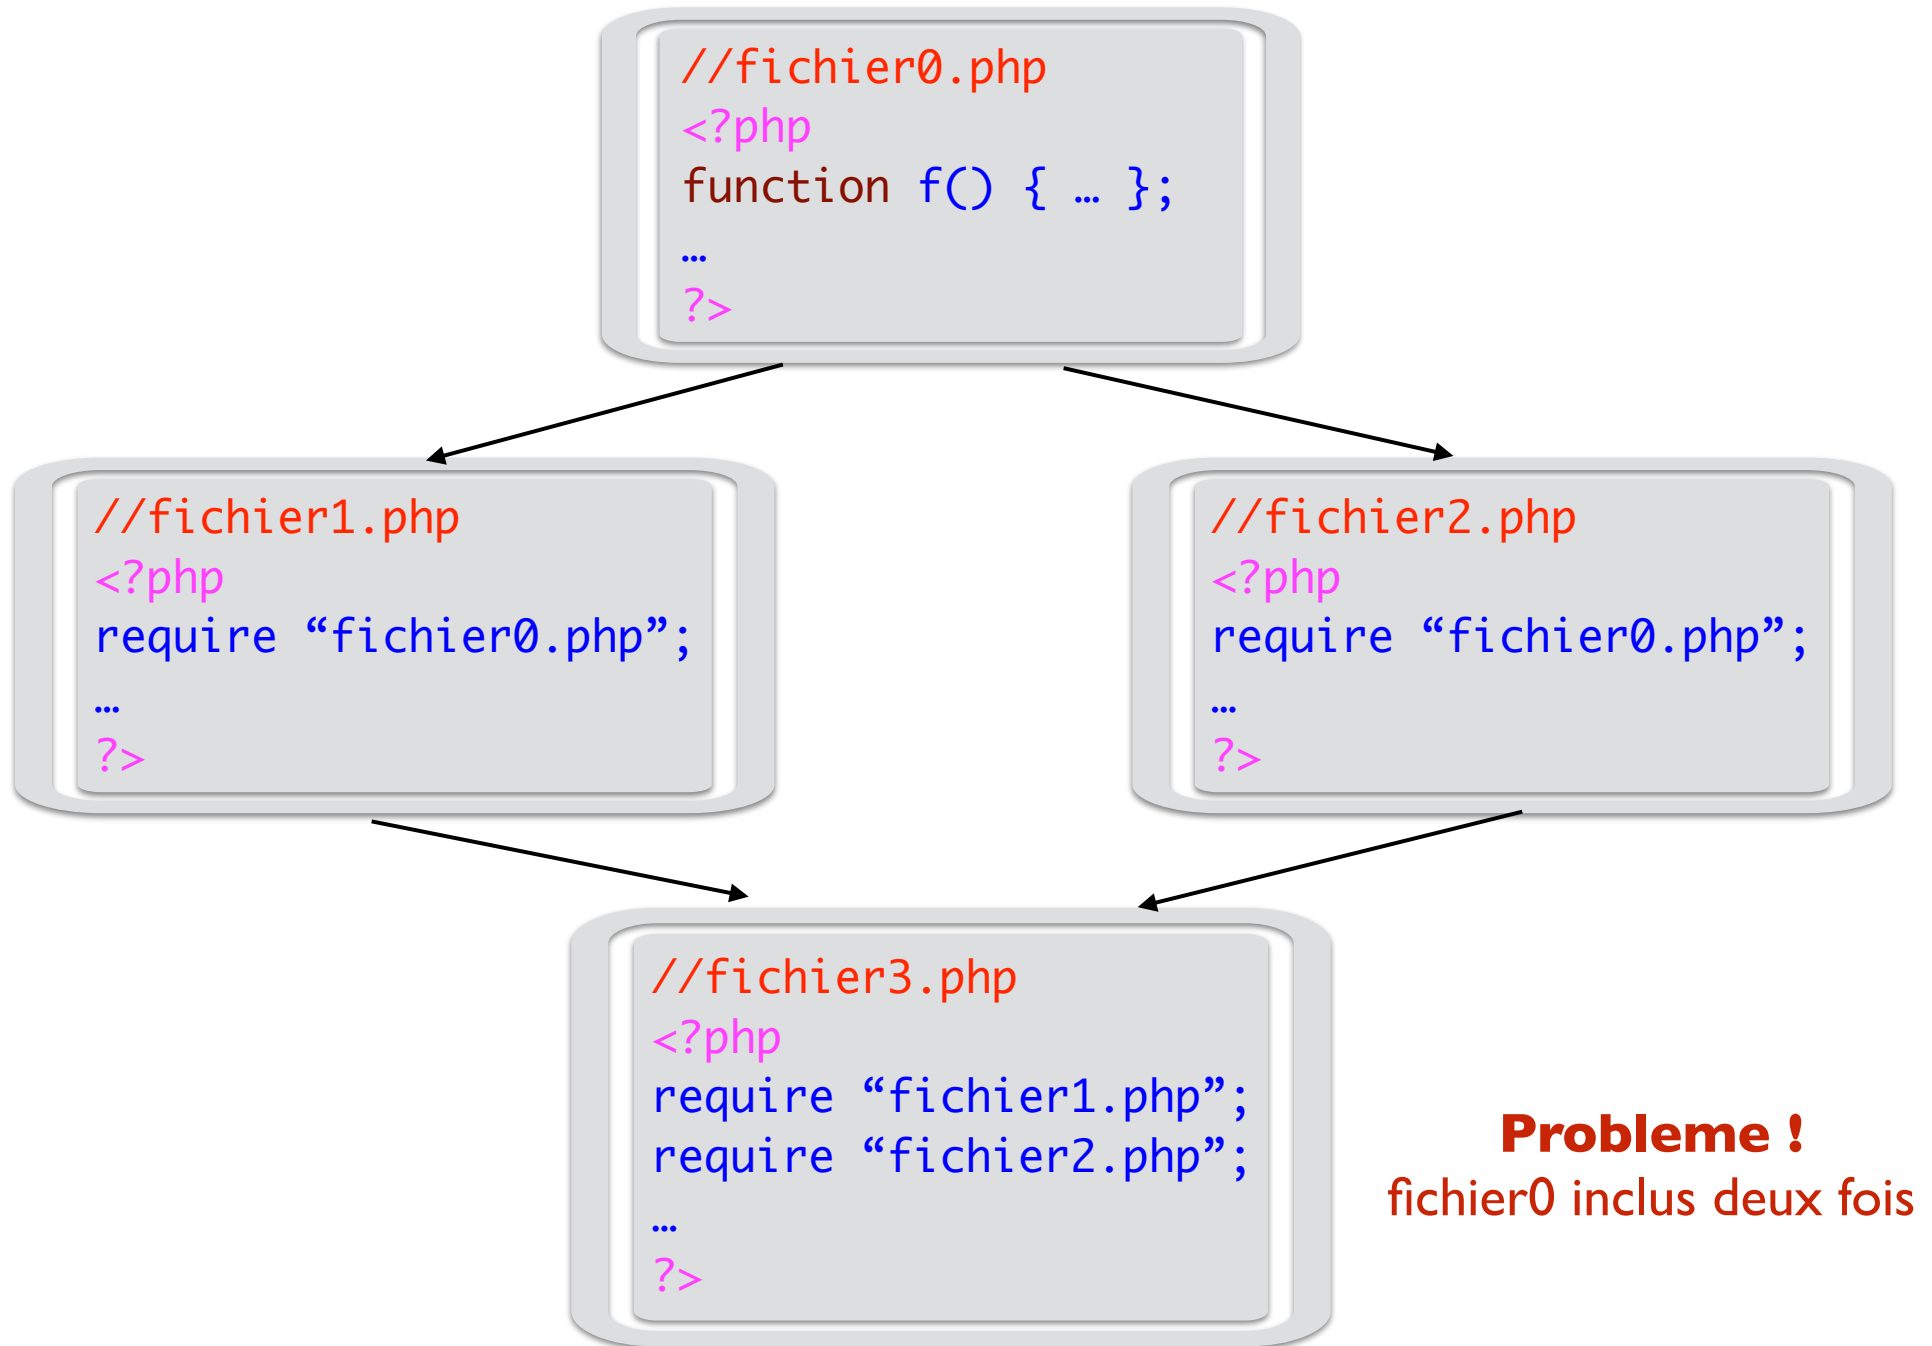 //fichier0.php
<?php
function f() { … };
…
?>
//fichier1.php
<?php
require “fichier0.php”;
…
?>
//fichier2.php
<?php
require “fichier0.php”;
…
?>
//fichier3.php
<?php
require “fichier1.php”;
require “fichier2.php”;
…
?>
Probleme !
fichier0 inclus deux fois